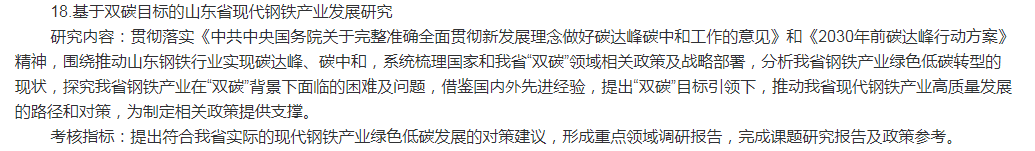 18.基于双碳目标的山东省现代钢铁产业发展研究
研究内容：贯彻落实《中共中央国务院关于完整准确全面贯彻新发展理念做好碳达峰碳中和工作的意见》和《2030年前碳达峰行动方案》
精神，围绕推动山东钢铁行业实现碳达峰、碳中和，系统梳理国家和我省“双碳”领域相关政策及战略部署，分析我省钢铁产业绿色低碳转型的
现状，探究我省钢铁产业在“双碳”背景下面临的困难及问题，借鉴国内外先进经验，提出“双碳”目标引领下，推动我省现代钢铁产业高质量发展
的路径和对策，为制定相关政策提供支撑。
考核指标：提出符合我省实际的现代钢铁产业绿色低碳发展的对策建议，形成重点领域调研报告，完成课题研究报告及政策参考。